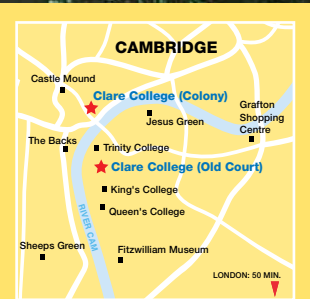 CAMBRIDGE
Castle Mound
Clare College (Colony)
Jesus Green
Grafton
Shopping
Centre
The Backs
Trinity College
Clare College (Old Court)
King's College
Queen's College
RIVER CAM
Sheeps Green
Fitzwilliam Museum
LONDON: 50 MIN.